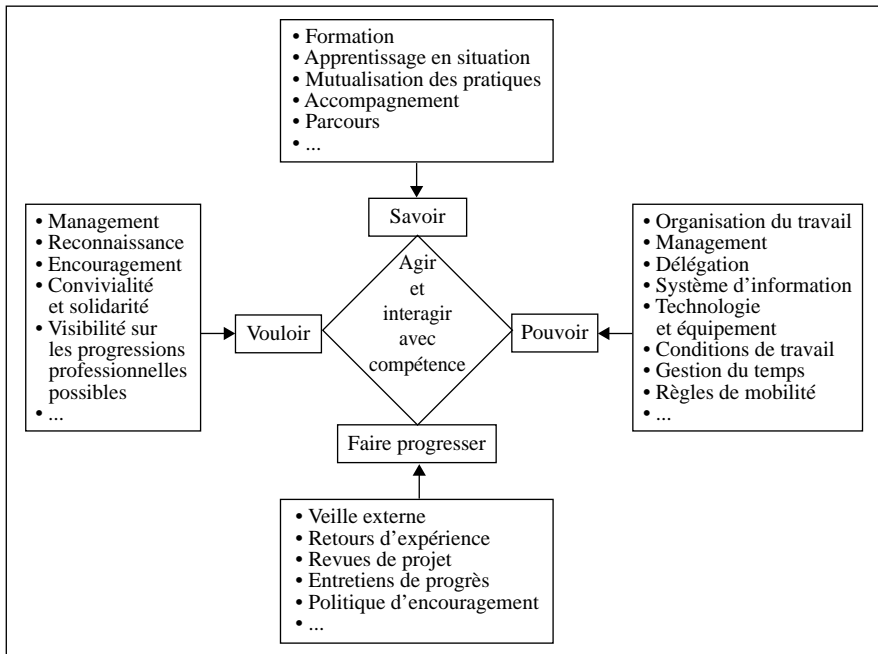 • Formation
• Apprentissage en situation
• Mutualisation des pratiques
• Accompagnement
• Parcours
• ...
Savoir
• Management
• Reconnaissance
• Encouragement
• Convivialité
et solidarité
• Visibilité sur
les progressions
professionnelles
possibles
• ...
Vouloir
Agir
et
interagir
avec
compétence
Pouvoir
• Organisation du travail
• Management
• Délégation
• Système d’information
• Technologie
et équipement
• Conditions de travail
• Gestion du temps
• Règles de mobilité
• ...
Faire progresser
• Veille externe
• Retours d’expérience
• Revues de projet
• Entretiens de progrès
• Politique d’encouragement
• ...